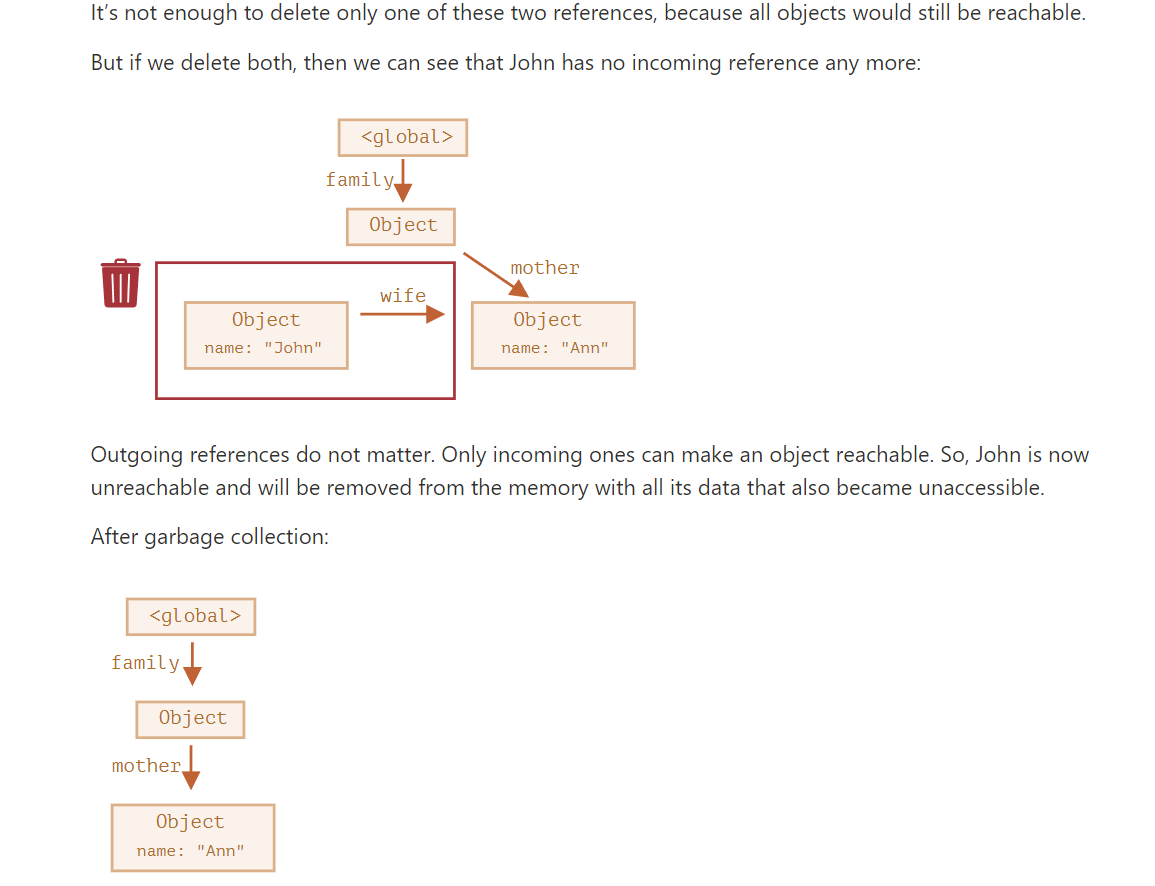 It’s not enough to delete only one of these two references, because all objects would still be reachable.
But if we delete both, then we can see that John has no incoming reference any more:
<global>
family
Object
mother
wife
Object
name: "John"
Object
name: "Ann"
Outgoing references do not matter. Only incoming ones can make an object reachable. So, John is now
unreachable and will be removed from the memory with all its data that also became unaccessible.
After garbage collection:
<global>
family
Object
mother
Object
name: "Ann"